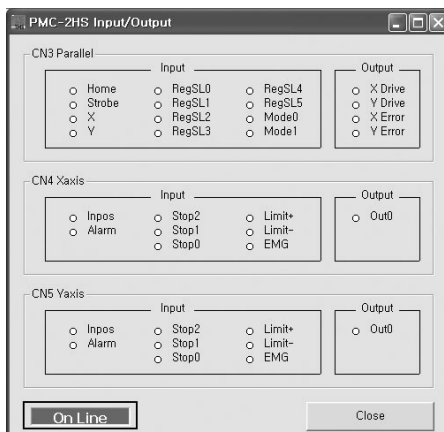 PMC-2HS Input/Output
CN3 Parallel
Input
Output
Home RegSL0 RegSL4 X Drive
Strobe RegSL1 RegSL5 Y Drive
X RegSL2 Mode0 X Error
Y RegSL3 Mode1 Y Error
CN4 Xaxis
Input
Output
Inpos Stop2 Limit+ Out0
Alarm Stop1 Limit-
Stop0 EMG
CN5 Yaxis
Input
Output
Inpos Stop2 Limit+ Out0
Alarm Stop1 Limit-
Stop0 EMG
On Line
Close